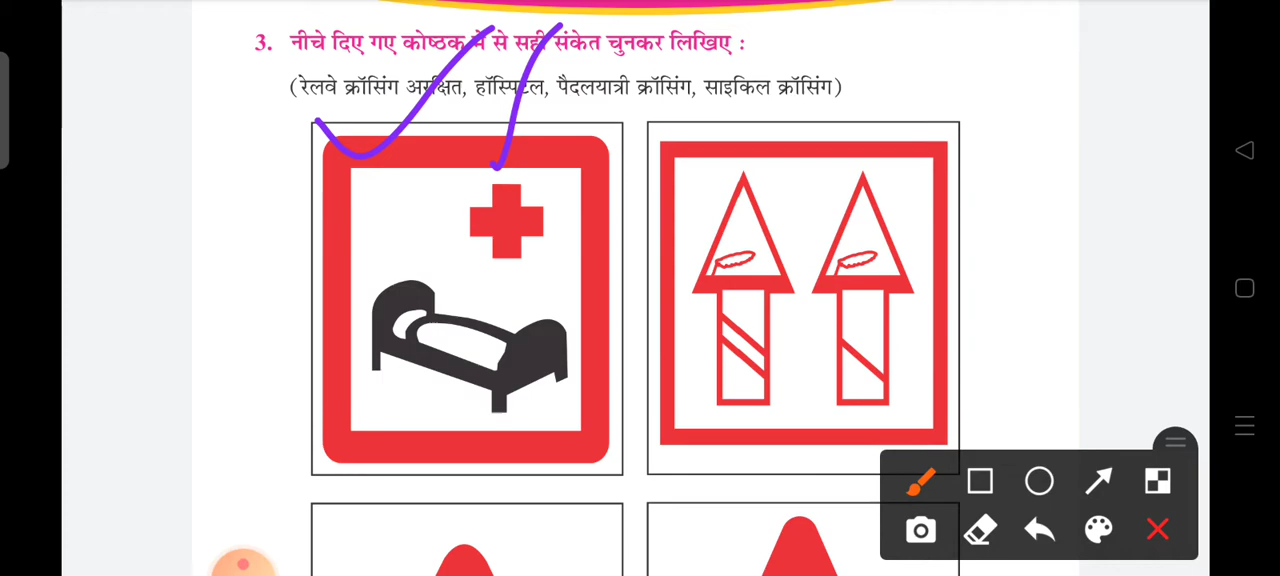 3. नीचे दिए गए कोष्ठक में से सही संकेत चुनकर लिखिए :
(रेलवे क्रॉसिंग अरक्षित, हॉस्पिटल, पैदलयात्री क्रॉसिंग, साइकिल क्रॉसिंग)